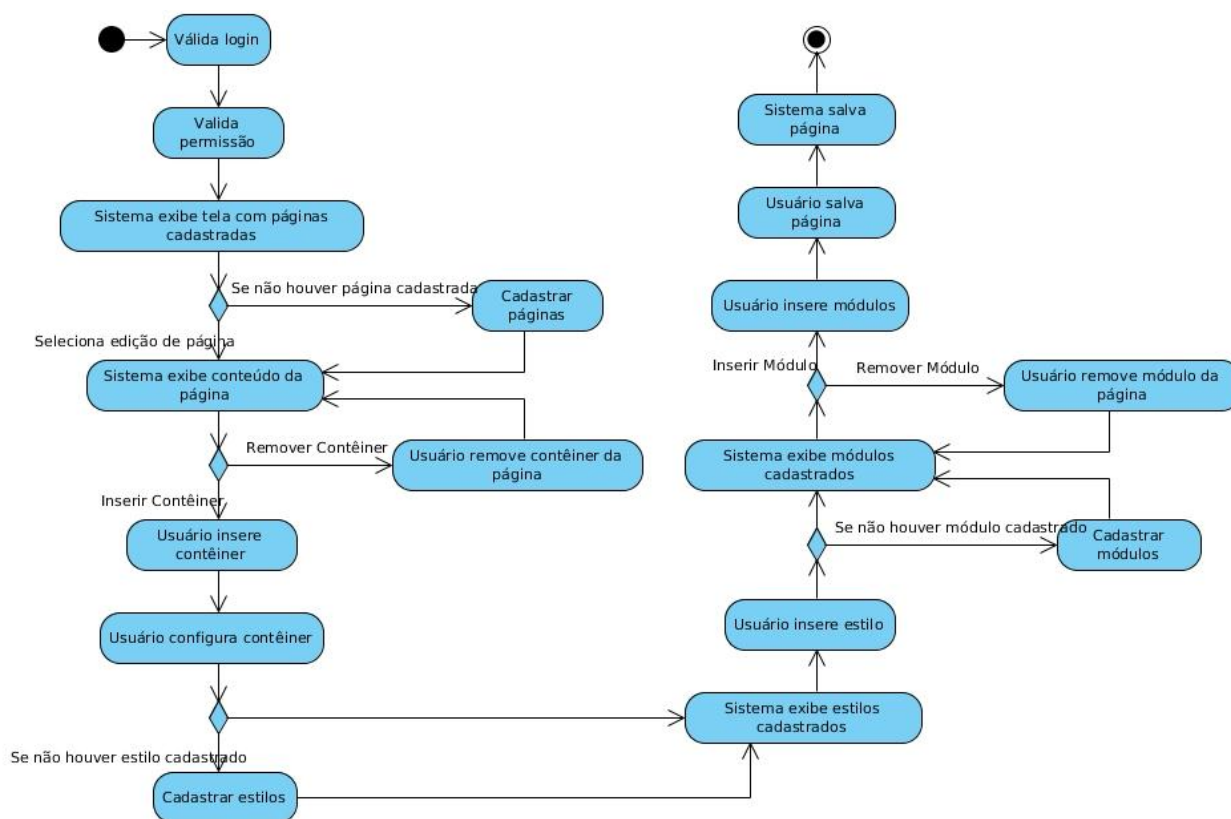 Válida login
Valida
permissão
Sistema exibe tela com páginas
cadastradas
Se não houver página cadastrada
Cadastrar
páginas
Seleciona edição de página
Sistema exibe conteúdo da
página
Remover Contêiner
Usuário remove contêiner da
página
Inserir Contêiner
Usuário insere
contêiner
Usuário configura contêiner
Se não houver estilo cadastrado
Cadastrar estilos
Sistema exibe estilos
cadastrados
Usuário insere estilo
Se não houver módulo cadastrado
Cadastrar
módulos
Sistema exibe módulos
cadastrados
Remover Módulo
Usuário remove módulo da
página
Inserir Módulo
Usuário insere módulos
Usuário salva
página
Sistema salva
página